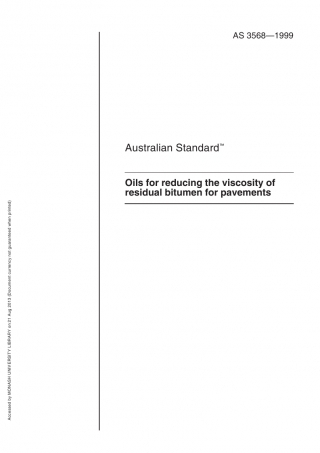 AS 3568—1999
Australian Standard™
Oils for reducing the viscosity of
residual bitumen for pavements
Accessed by MONASH UNIVERSITY LIBRARY on 21 Aug 2013 (Document currency not guaranteed when printed)